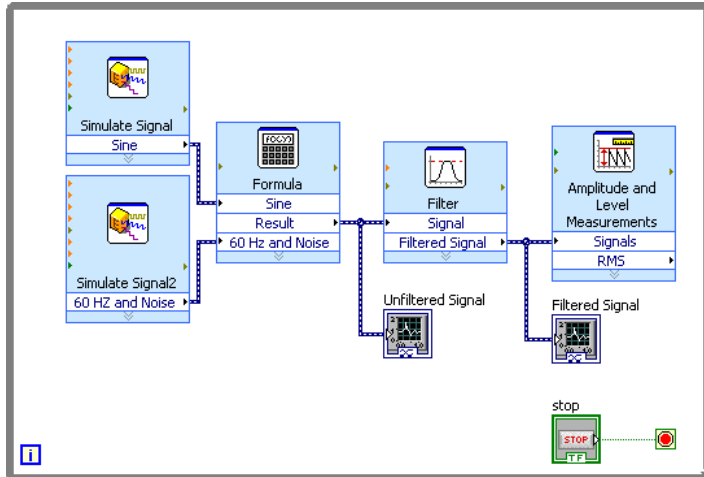 Simulate Signal
Sine
Simulate Signal2
60 HZ and Noise
f(x,y)
Formula
Sine
Result
60 Hz and Noise
Filter
Signal
Filtered Signal
Amplitude and
Level
Measurements
Signals
RMS
Unfiltered Signal
Filtered Signal
stop
STOP
TF
i